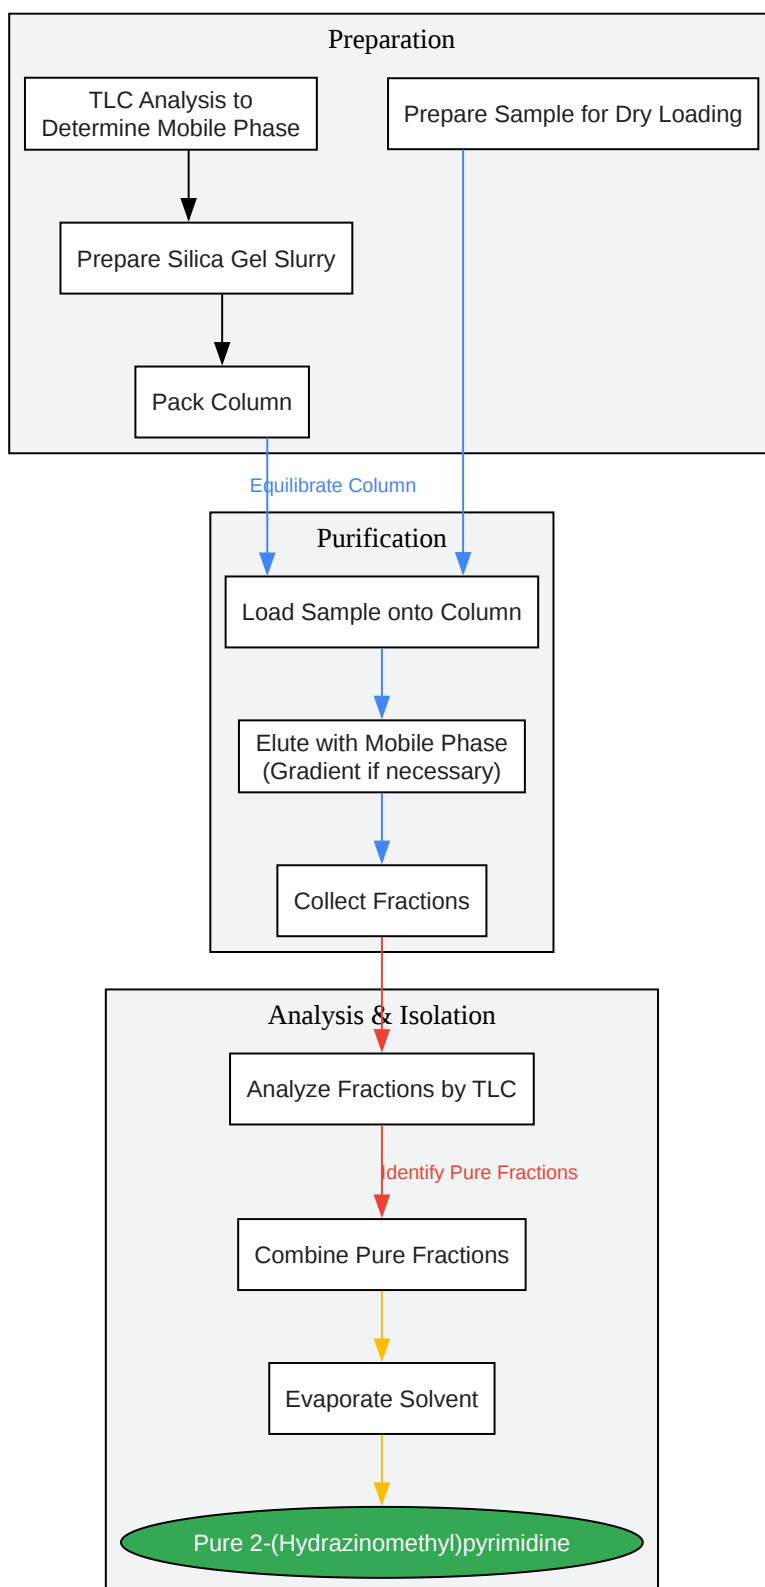 Preparation
TLC Analysis to
Determine Mobile Phase
Prepare Sample for Dry Loading
Prepare Silica Gel Slurry
Pack Column
Equilibrate Column
Purification
Load Sample onto Column
Elute with Mobile Phase
(Gradient if necessary)
Collect Fractions
Analysis & Isolation
Analyze Fractions by TLC
Identify Pure Fractions
Combine Pure Fractions
Evaporate Solvent
Pure 2-(Hydrazinomethyl)pyrimidine